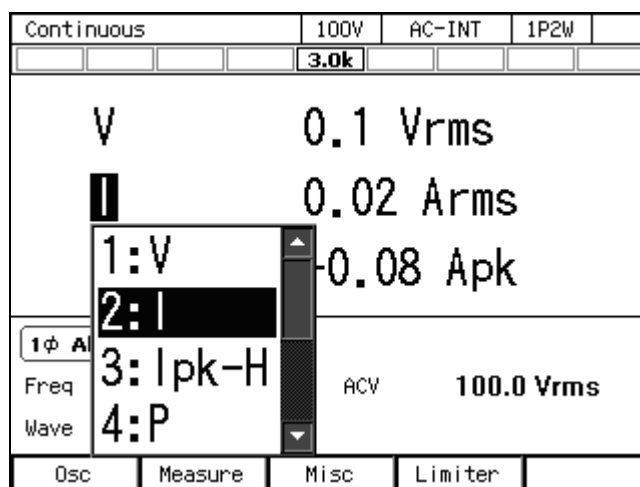 Continuous 100V AC-INT 1P2W
3.0k
V 0.1 Vrms
I 0.02 Arms
-0.08 Apk
1:V
2:I
3:Ipk-H
4:P
1φ
Freq ACV 100.0 Vrms
Wave
Osc Measure Misc Limiter